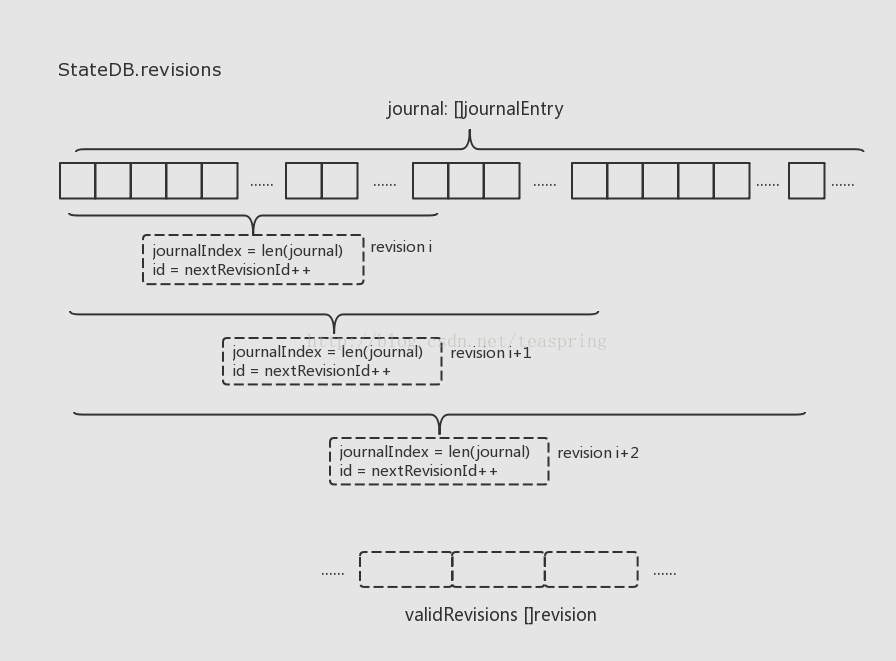 StateDB.revisions
journal: []journalEntry
...... ...... ...... ...... ......
journalIndex = len(journal)
id = nextRevisionId++
revision i
http://blog.csdn.net/teaspring
journalIndex = len(journal)
id = nextRevisionId++
revision i+1
journalIndex = len(journal)
id = nextRevisionId++
revision i+2
...... ......
validRevisions []revision